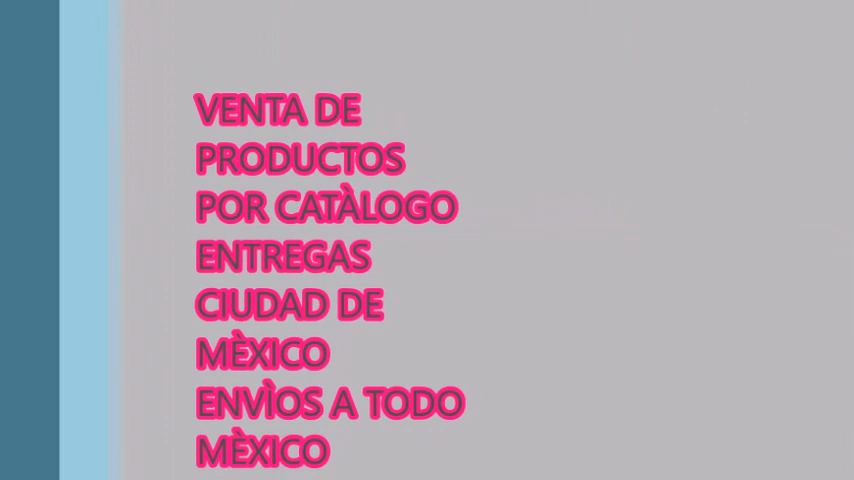 VENTA DE
PRODUCTOS
POR CATÀLOGO
ENTREGAS
CIUDAD DE
MÈXICO
ENVÌOS A TODO
MÈXICO